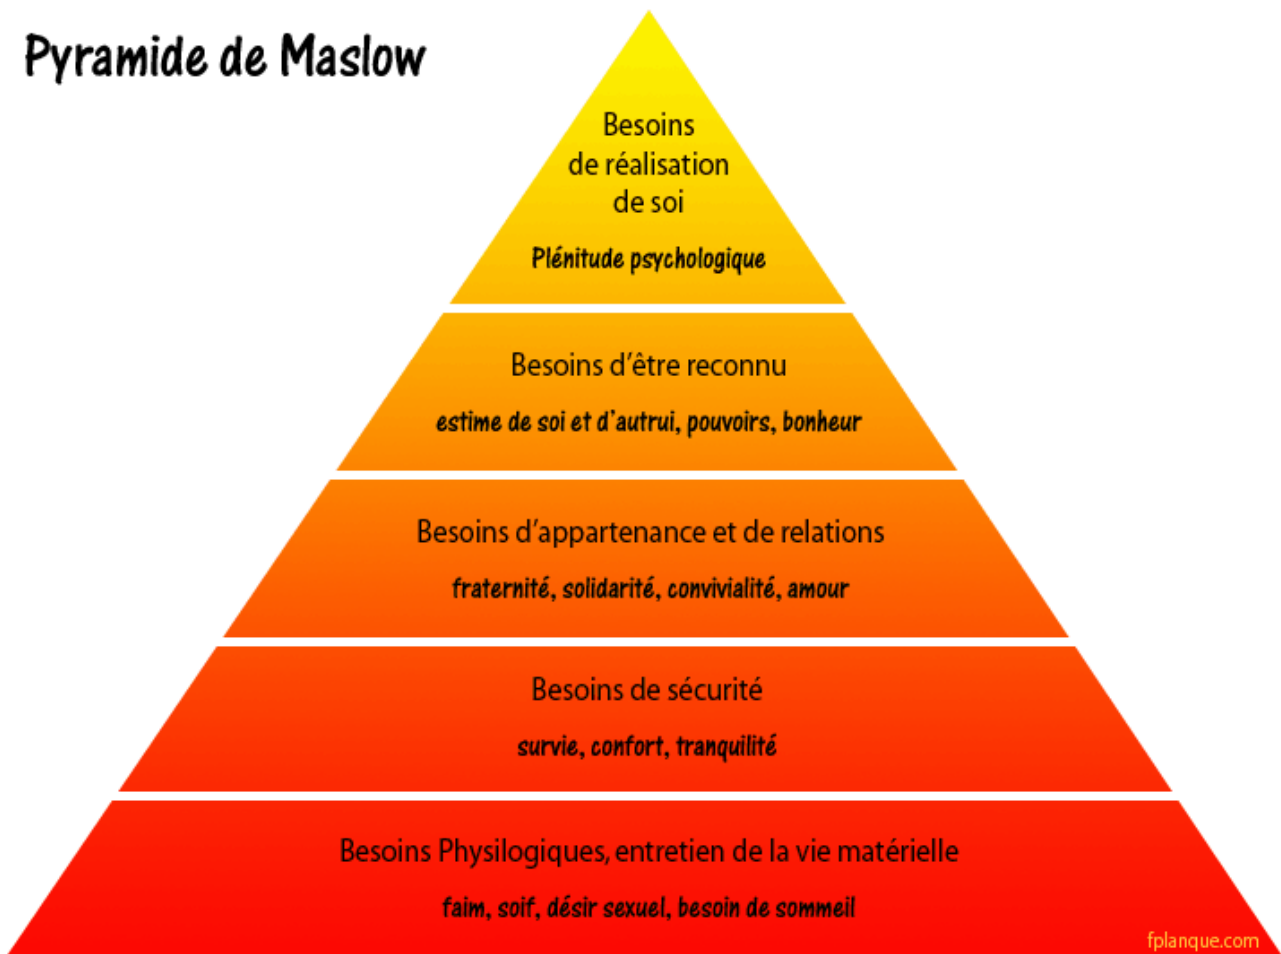 Pyramide de Maslow
Besoins
de réalisation
de soi
Plénitude psychologique
Besoins d'être reconnu
estime de soi et d'autrui, pouvoirs, bonheur
Besoins d'appartenance et de relations
fraternité, solidarité, convivialité, amour
Besoins de sécurité
survie, confort, tranquilité
Besoins Physilogiques, entretien de la vie matérielle
faim, soif, désir sexuel, besoin de sommeil
fplanque.com